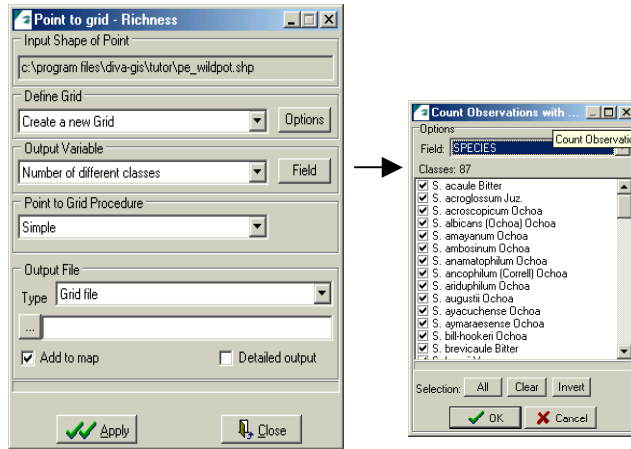 Point to grid - Richness
Input Shape of Point
c:\program files\diva-gis\tutor\pe_wildpot.shp
Define Grid
Create a new Grid
Options
Output Variable
Number of different classes
Field
Point to Grid Procedure
Simple
Output File
Type Grid file
...
Add to map
Detailed output
Apply
Close
Count Observations with ...
Options
Count Observatio
Field: SPECIES
Classes: 87
S. acaule Bitter
S. acroglossum Juz.
S. acroscopicum Ochoa
S. albicans (Ochoa) Ochoa
S. amayanum Ochoa
S. ambosinum Ochoa
S. anamatophilum Ochoa
S. ancophilum (Correll) Ochoa
S. ariduphilum Ochoa
S. augustii Ochoa
S. ayacuchense Ochoa
S. aymaraesense Ochoa
S. bill-hookeri Ochoa
S. brevicaule Bitter
Selection: All Clear Invert
OK Cancel